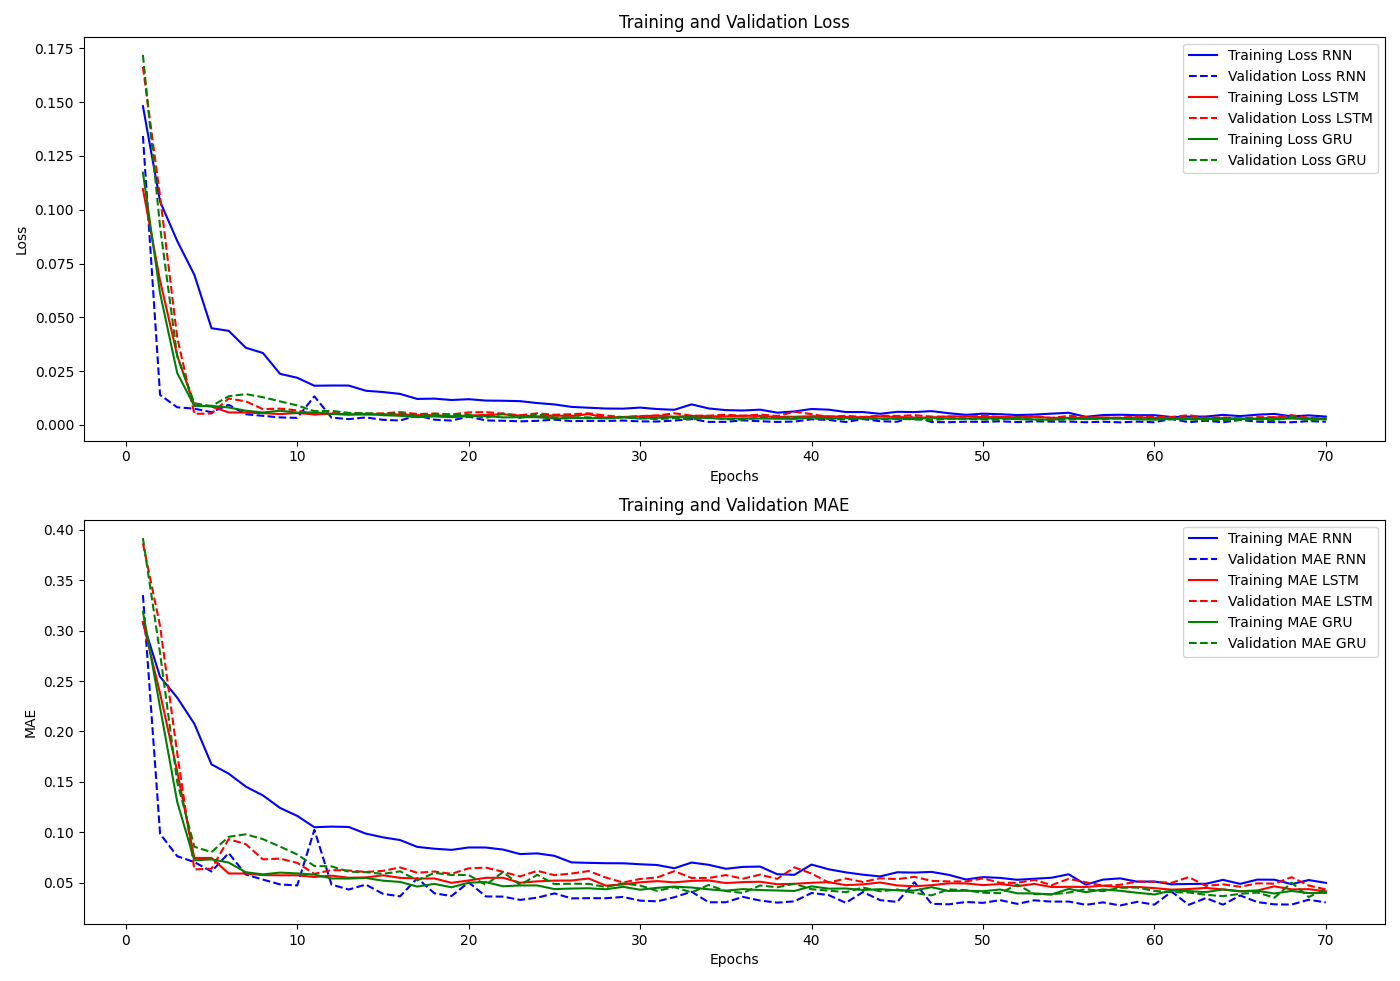 Training and Validation Loss
0.175
0.150
0.125
0.100
0.075
0.050
0.025
0.000
Loss
0 10 20 30 40 50 60 70
Epochs
Training Loss RNN
Validation Loss RNN
Training Loss LSTM
Validation Loss LSTM
Training Loss GRU
Validation Loss GRU
Training and Validation MAE
0.40
0.35
0.30
0.25
0.20
0.15
0.10
0.05
MAE
0 10 20 30 40 50 60 70
Epochs
Training MAE RNN
Validation MAE RNN
Training MAE LSTM
Validation MAE LSTM
Training MAE GRU
Validation MAE GRU